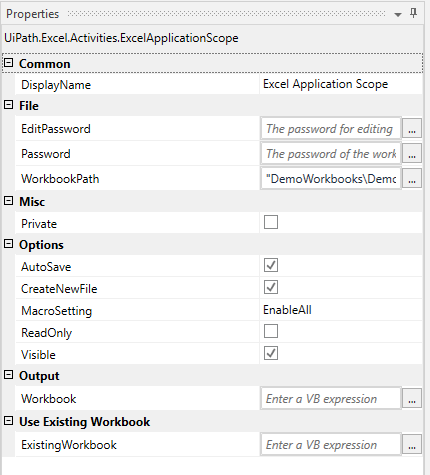 Properties
UiPath.Excel.Activities.ExcelApplicationScope
Common
DisplayName Excel Application Scope
File
EditPassword The password for editing ...
Password The password of the work ...
WorkbookPath "DemoWorkbooks\Demo ...
Misc
Private
Options
AutoSave
CreateNewFile
MacroSetting EnableAll
ReadOnly
Visible
Output
Workbook Enter a VB expression ...
Use Existing Workbook
ExistingWorkbook Enter a VB expression ...